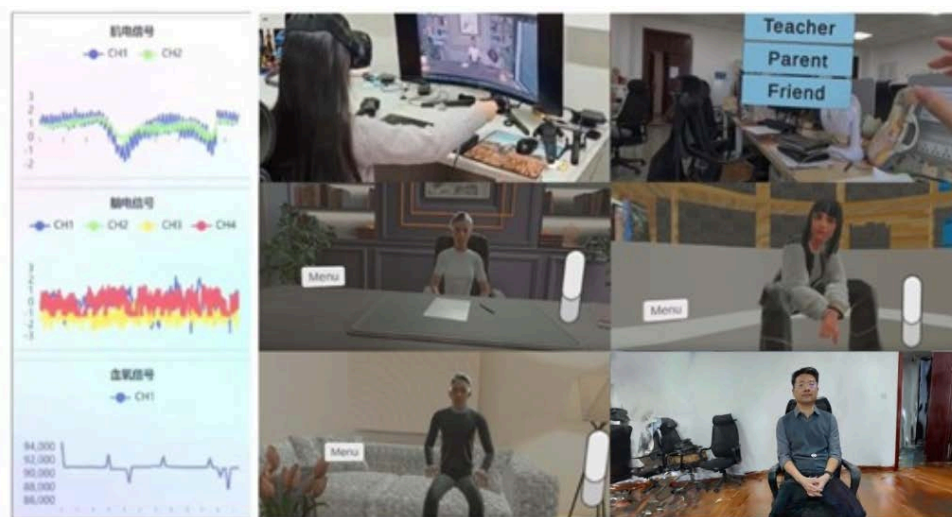 肌电信号
CH1 CH2
3
2
1
0
-1
-2
脑电信号
CH1 CH2 CH3 CH4
血氧信号
CH1
94,000
92,000
90,000
88,000
86,000
Teacher
Parent
Friend
Menu
Menu
Menu